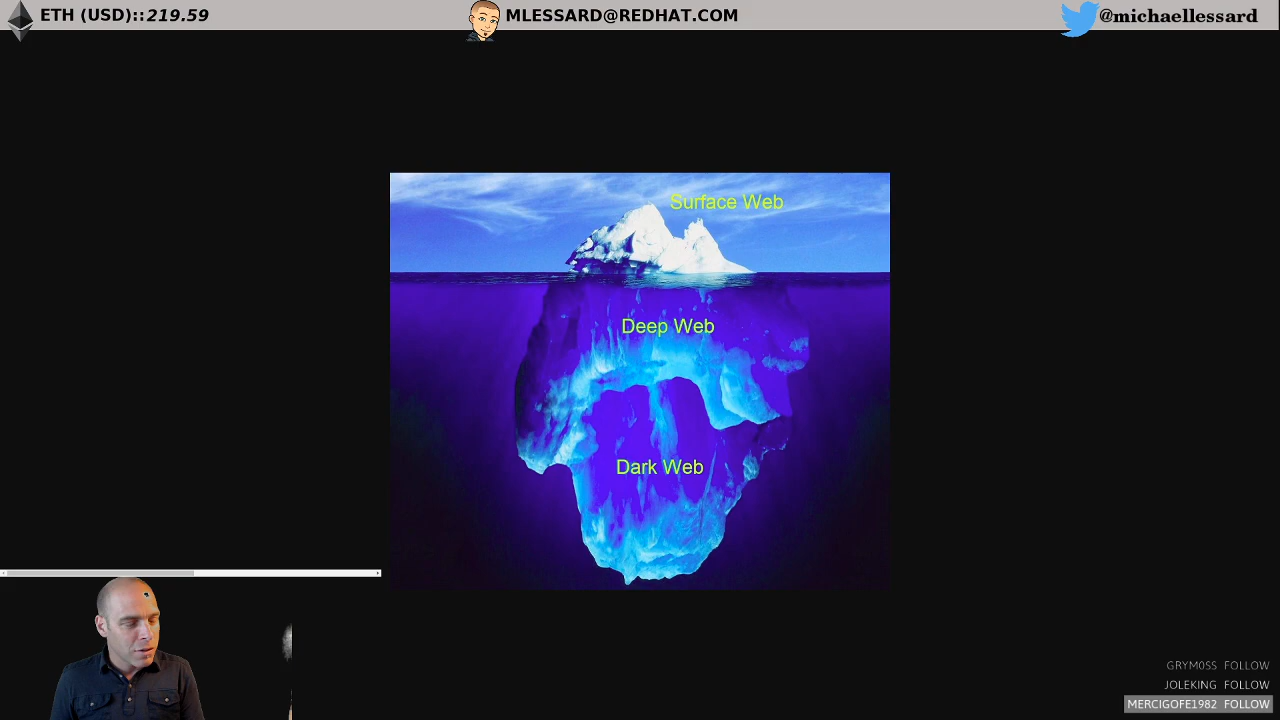 ETH (USD)::219.59
MLESSARD@REDHAT.COM
@michaellessard
Surface Web
Deep Web
Dark Web
GRYM0SS FOLLOW
JOLEKING FOLLOW
MERCIGOFE1982 FOLLOW